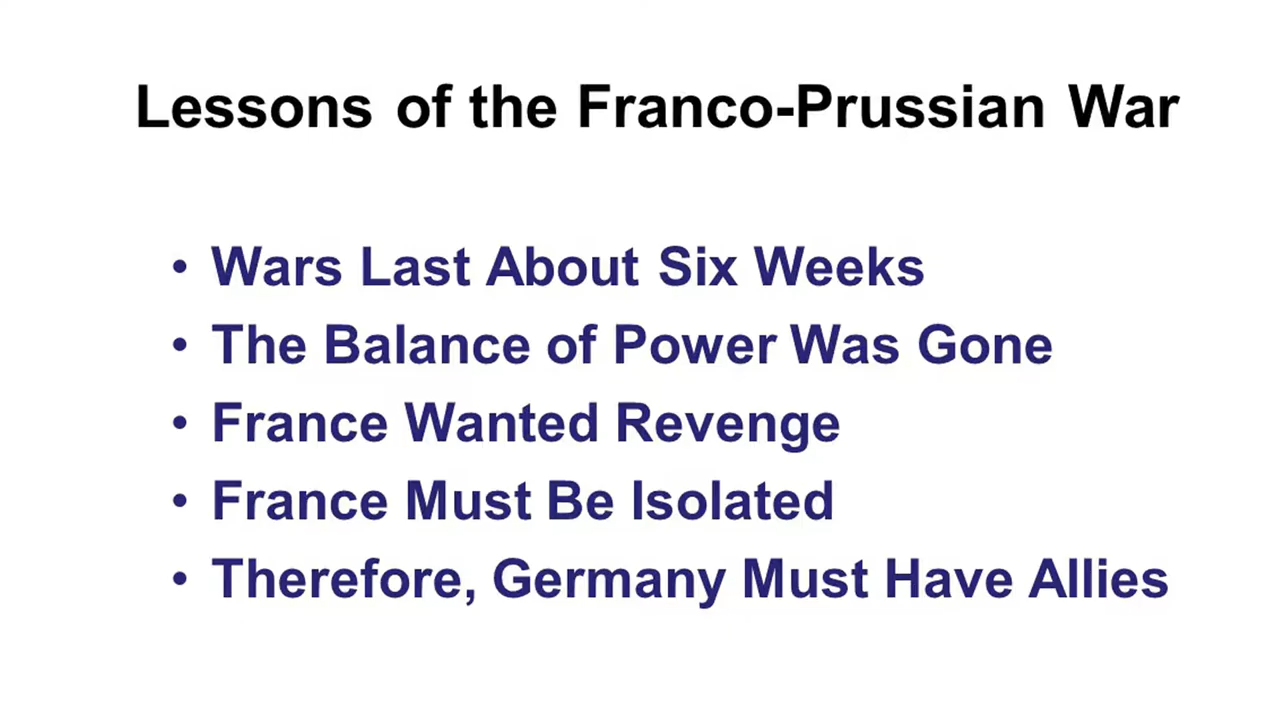 Lessons of the Franco-Prussian War
• Wars Last About Six Weeks
• The Balance of Power Was Gone
• France Wanted Revenge
• France Must Be Isolated
• Therefore, Germany Must Have Allies